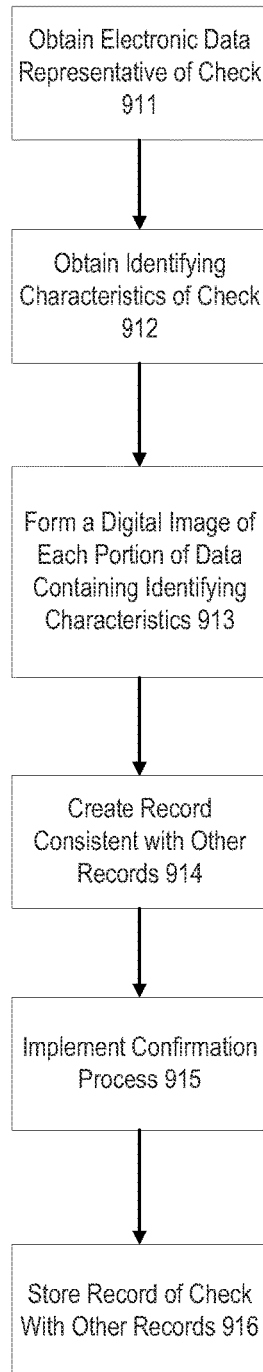 Obtain Electronic Data
Representative of Check
911
Obtain Identifying
Characteristics of Check
912
Form a Digital Image of
Each Portion of Data
Containing Identifying
Characteristics 913
Create Record
Consistent with Other
Records 914
Implement Confirmation
Process 915
Store Record of Check
With Other Records 916